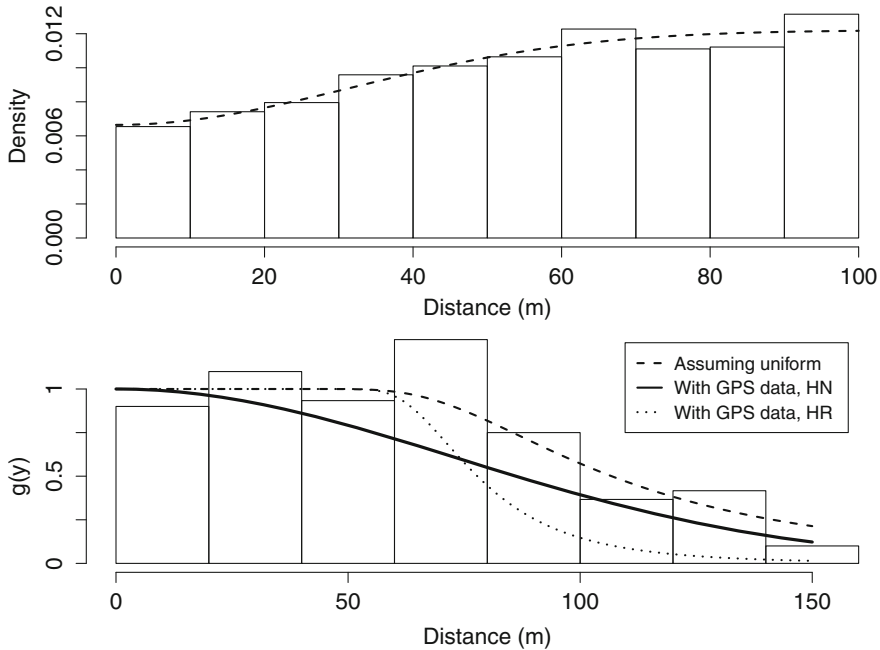 Density
0.000
0.006
0.012
0 20 40 60 80 100
Distance (m)
g(y)
0
0.5
1
Assuming uniform
With GPS data, HN
With GPS data, HR
0 50 100 150
Distance (m)